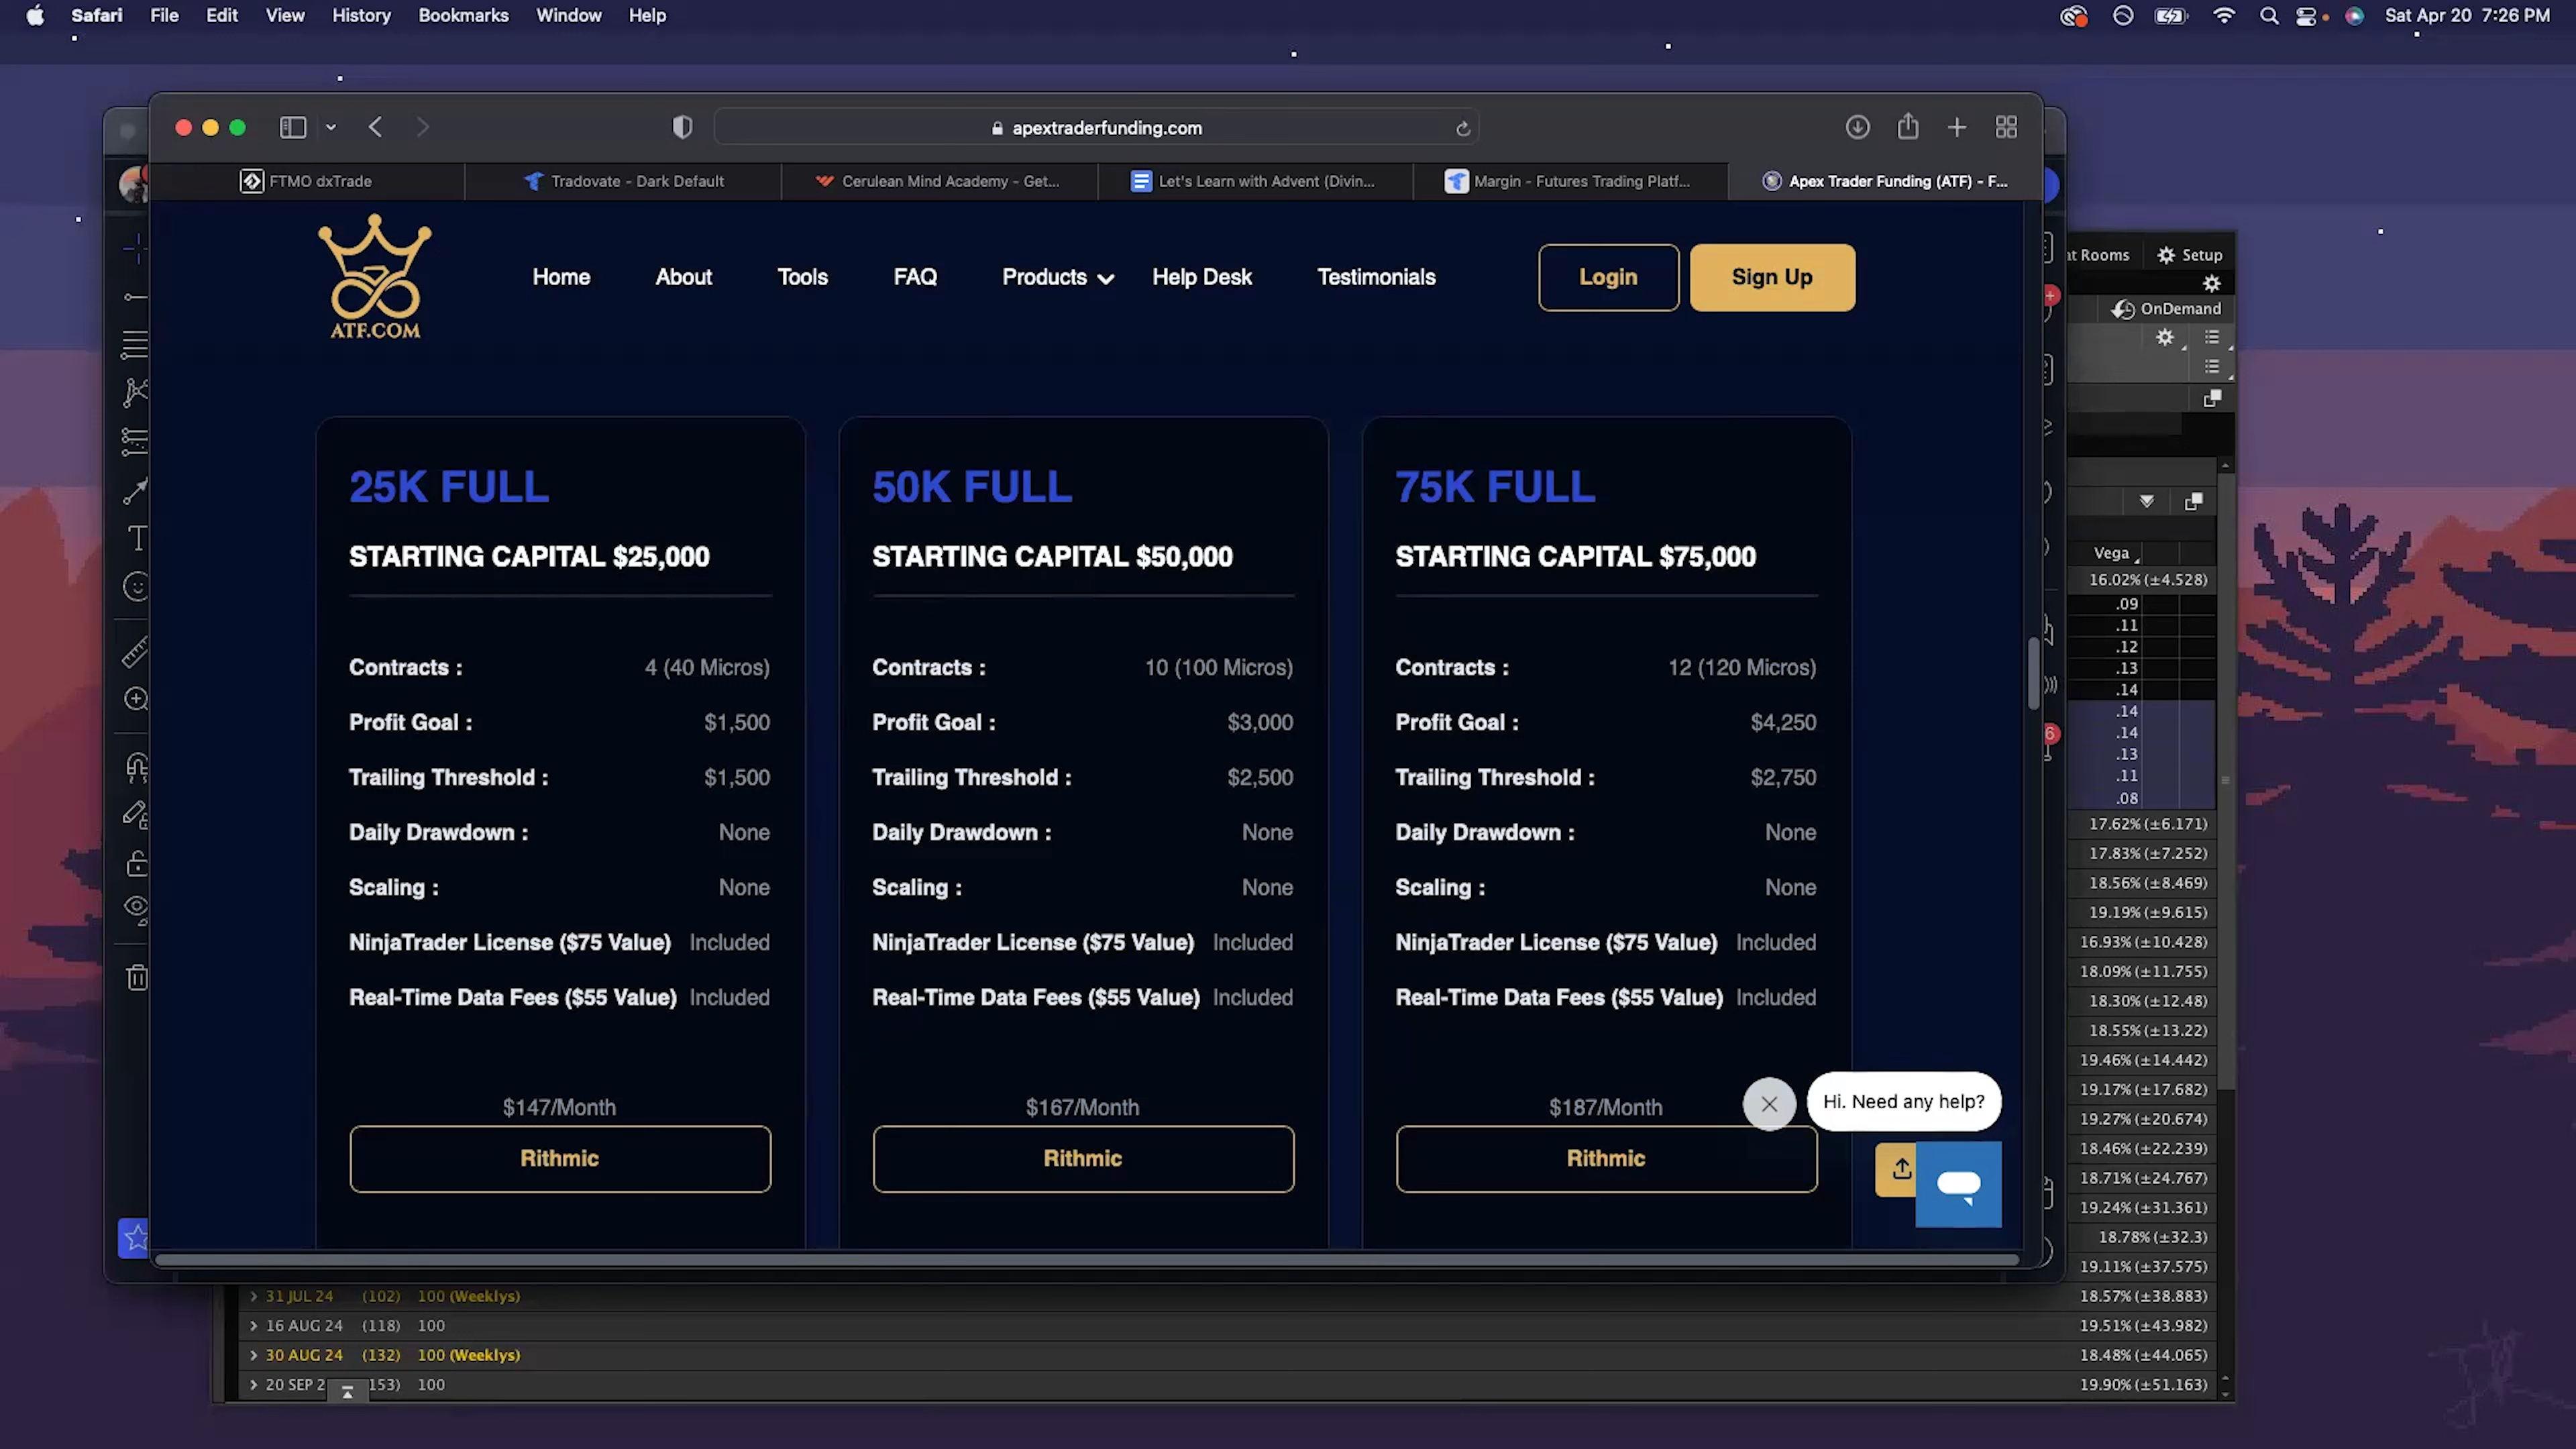 Safari File Edit View History Bookmarks Window Help Sat Apr 20 7:26 PM
apextraderfunding.com
FTMO dxTrade Tradovate - Dark Default Cerulean Mind Academy - Get... Let's Learn with Advent (Divin... Margin - Futures Trading Platf... Apex Trader Funding (ATF) - F...
ATF.COM
Home About Tools FAQ Products Help Desk Testimonials Login Sign Up
25K FULL
STARTING CAPITAL $25,000
Contracts : 4 (40 Micros)
Profit Goal : $1,500
Trailing Threshold : $1,500
Daily Drawdown : None
Scaling : None
NinjaTrader License ($75 Value) Included
Real-Time Data Fees ($55 Value) Included
$147/Month
Rithmic
50K FULL
STARTING CAPITAL $50,000
Contracts : 10 (100 Micros)
Profit Goal : $3,000
Trailing Threshold : $2,500
Daily Drawdown : None
Scaling : None
NinjaTrader License ($75 Value) Included
Real-Time Data Fees ($55 Value) Included
$167/Month
Rithmic
75K FULL
STARTING CAPITAL $75,000
Contracts : 12 (120 Micros)
Profit Goal : $4,250
Trailing Threshold : $2,750
Daily Drawdown : None
Scaling : None
NinjaTrader License ($75 Value) Included
Real-Time Data Fees ($55 Value) Included
$187/Month
Rithmic
Hi. Need any help?
Rooms Setup
OnDemand
Vega
16.02% (±4.528)
.09
.11
.12
.13
.14
.14
.14
.13
.11
.08
17.62% (±6.171)
17.83% (±7.252)
18.56% (±8.469)
19.19% (±9.615)
16.93% (±10.428)
18.09% (±11.755)
18.30% (±12.48)
18.55% (±13.22)
19.46% (±14.442)
19.17% (±17.682)
19.27% (±20.674)
18.46% (±22.239)
18.71% (±24.767)
19.24% (±31.361)
18.78% (±32.3)
19.11% (±37.575)
31 JUL 24 (102) 100 (Weeklys) 18.57% (±38.883)
16 AUG 24 (118) 100 19.51% (±43.982)
30 AUG 24 (132) 100 (Weeklys) 18.48% (±44.065)
20 SEP 2 153) 100 19.90% (±51.163)